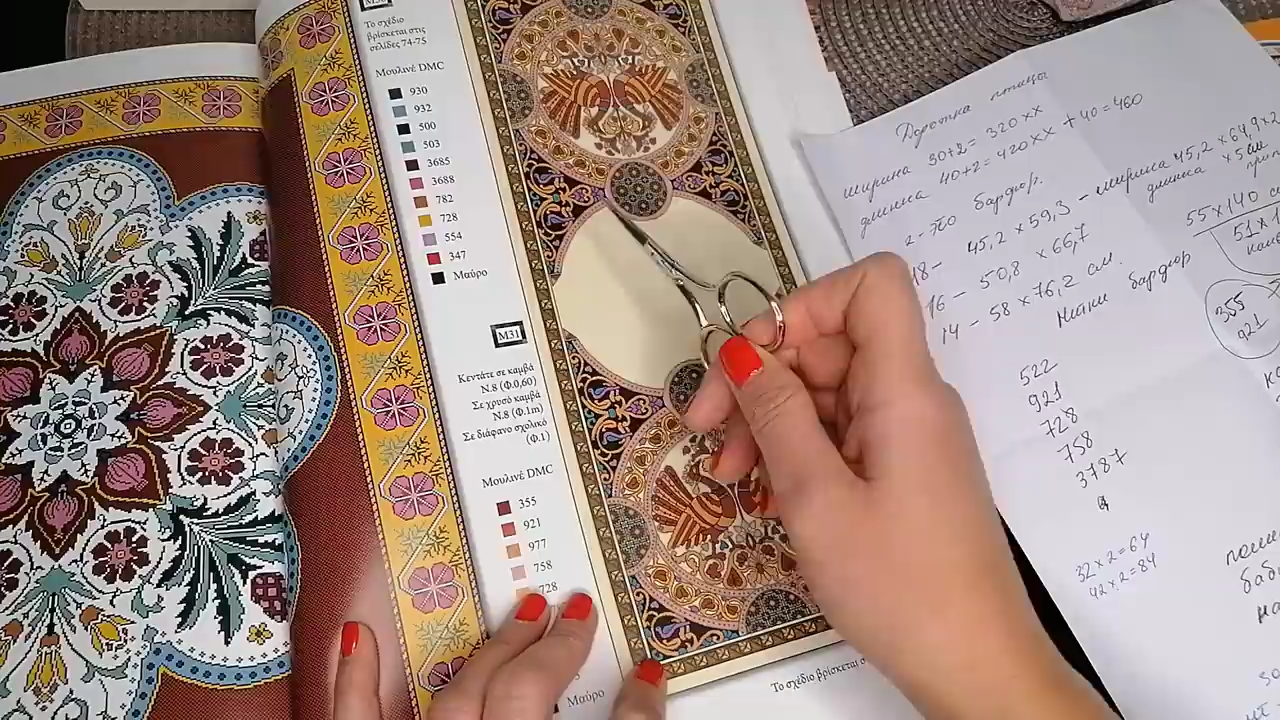 M30
Το σχέδιο
βρίσκεται στις
σελίδες 74-75
Μουλινέ DMC
930
932
500
503
3685
3688
782
728
554
347
Μαύρο
M31
Κεντάτε σε καμβά
Ν.8 (Φ.0,60)
Σε χρυσό καμβά
Ν.8 (Φ.1m)
Σε διάφανο σχολικό
(Φ.1)
Μουλινέ DMC
355
921
977
758
728
Μαύρο
Το σχέδιο βρίσκεται σ
Дорожка птицы
ширина 30+2= 320 xx
длинна 40+2= 420 xx + 40 = 460
бардюр.
18 - 45,2 x 59,3 - ширина 45,2 x 64,9 x 2
длинна x 5 см
16 - 50,8 x 66,7
14 - 58 x 76,2 см.
бардюр
55 x 140
51 x
355
921
522
921
728
758
3787
32 x 2 = 64
42 x 2 = 84